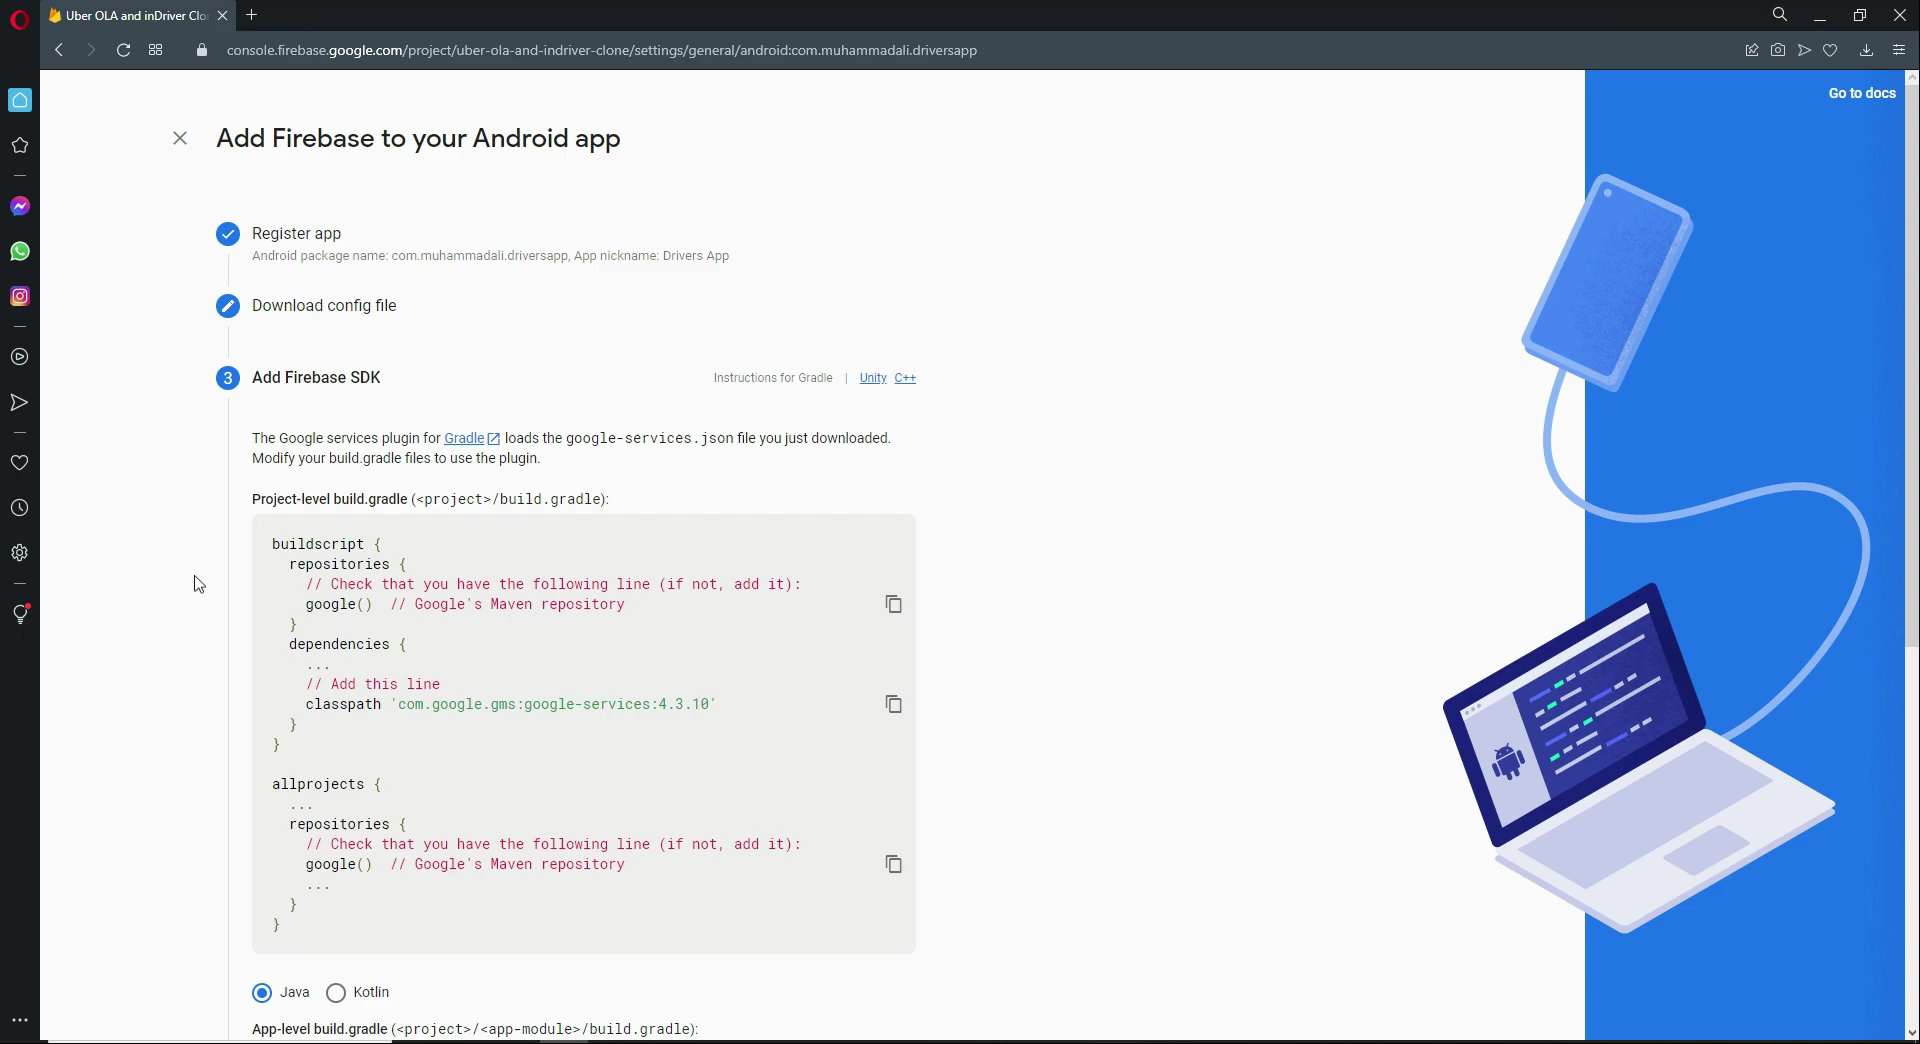 Uber OLA and inDriver Clo
console.firebase.google.com/project/uber-ola-and-indriver-clone/settings/general/android:com.muhammadali.driversapp
Go to docs
Add Firebase to your Android app
Register app
Android package name: com.muhammadali.driversapp, App nickname: Drivers App
Download config file
3 Add Firebase SDK
Instructions for Gradle | Unity C++
The Google services plugin for Gradle loads the google-services.json file you just downloaded.
Modify your build.gradle files to use the plugin.
Project-level build.gradle (<project>/build.gradle):
buildscript {
repositories {
// Check that you have the following line (if not, add it):
google() // Google's Maven repository
}
dependencies {
...
// Add this line
classpath 'com.google.gms:google-services:4.3.10'
}
}
allprojects {
...
repositories {
// Check that you have the following line (if not, add it):
google() // Google's Maven repository
...
}
}
Java Kotlin
App-level build.gradle (<project>/<app-module>/build.gradle):